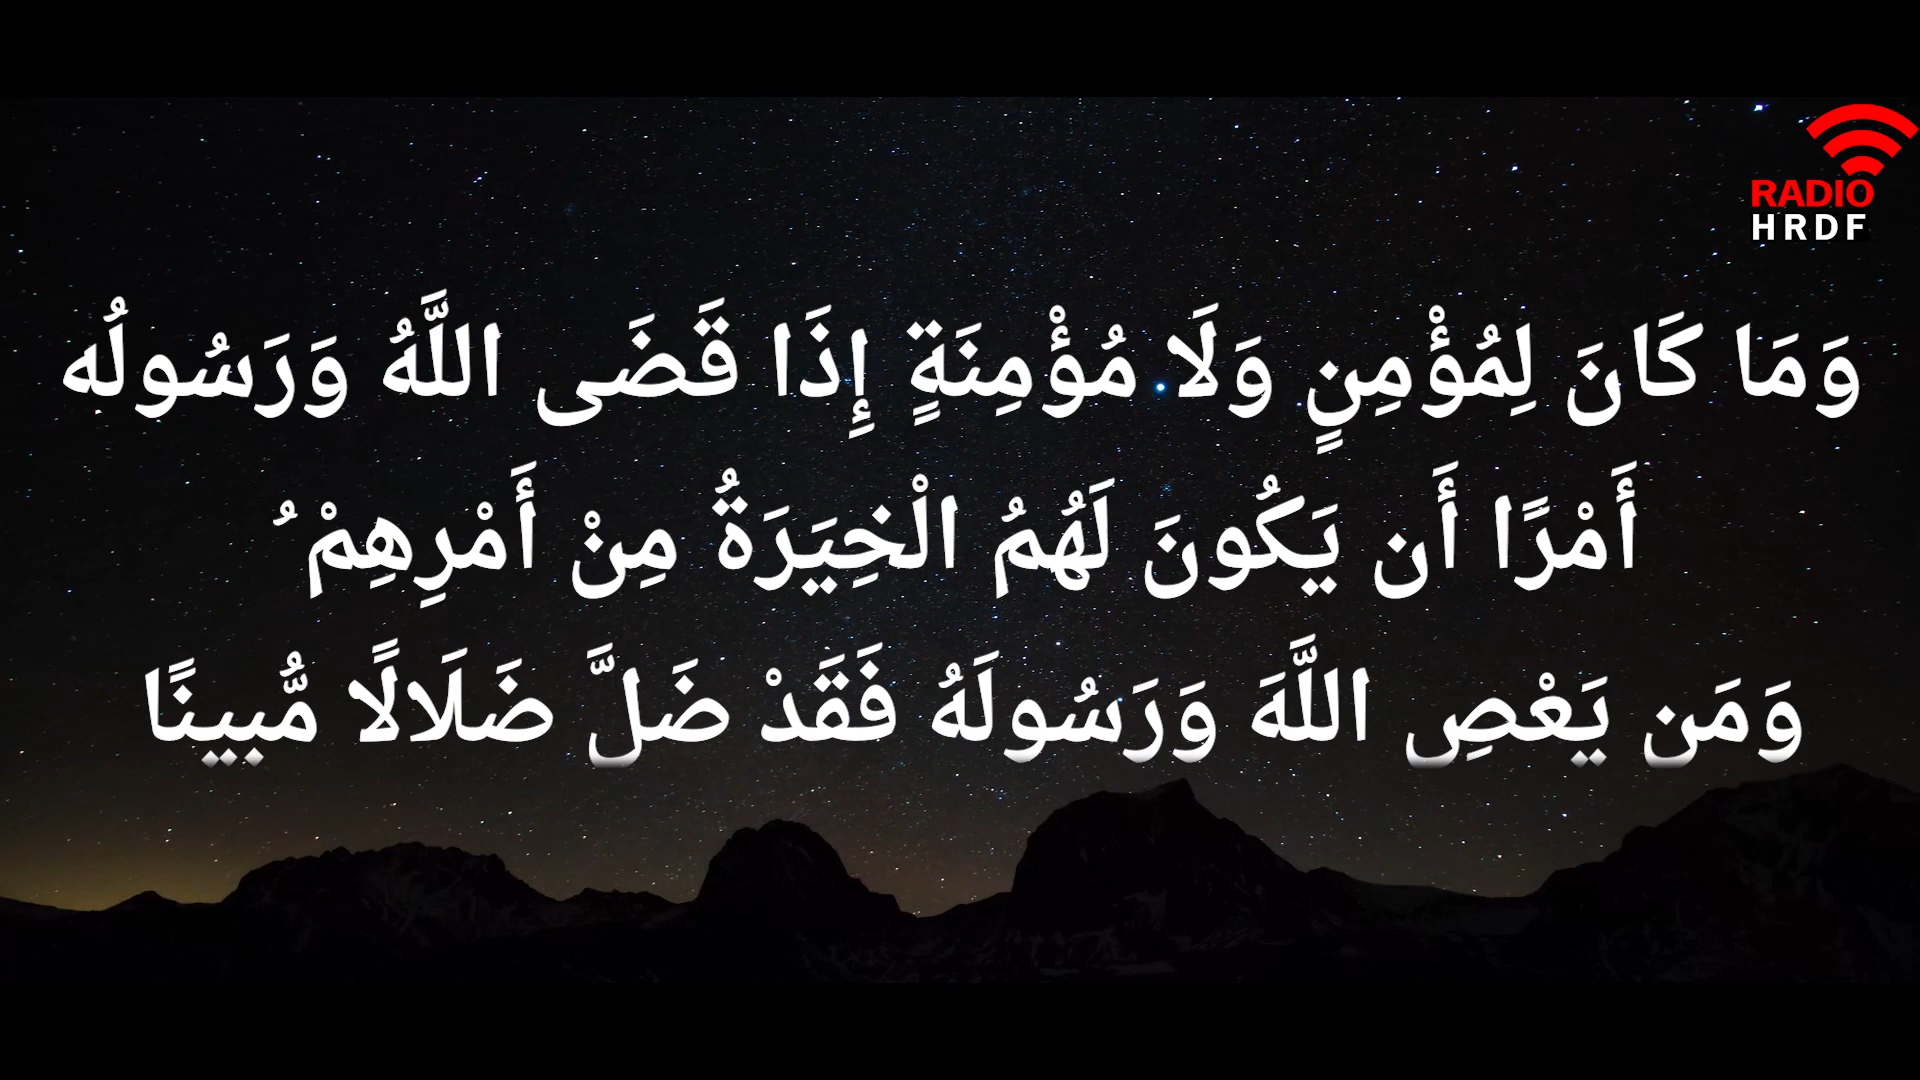 RADIO
HRDF
وَمَا كَانَ لِمُؤْمِنٍ وَلَا مُؤْمِنَةٍ إِذَا قَضَى اللَّهُ وَرَسُولُه
أَمْرًا أَن يَكُونَ لَهُمُ الْخِيَرَةُ مِنْ أَمْرِهِمْ ُ
وَمَن يَعْصِ اللَّهَ وَرَسُولَهُ فَقَدْ ضَلَّ ضَلَالًا مُّبِينًا